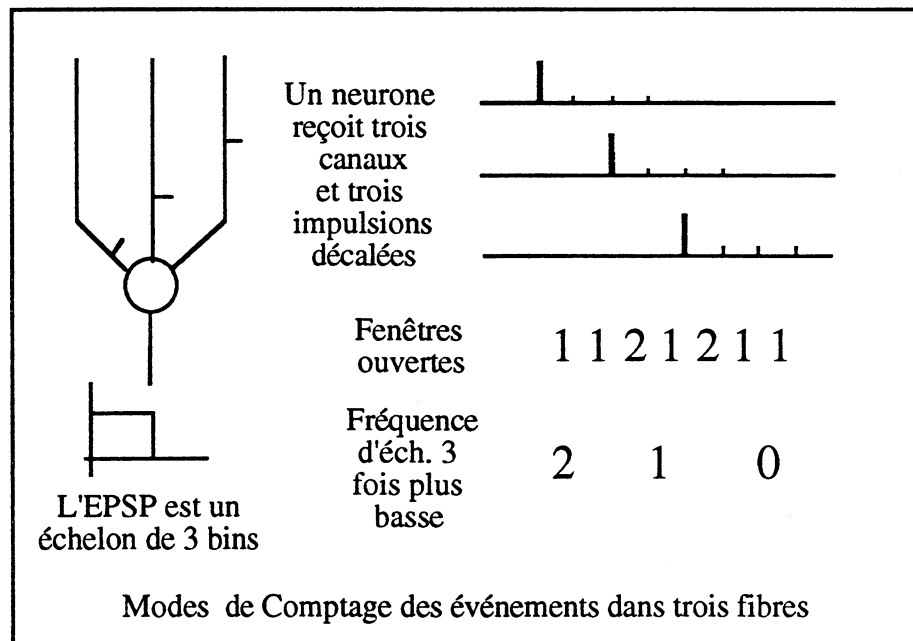 Un neurone
reçoit trois
canaux
et trois
impulsions
décalées
Fenêtres
ouvertes
1 1 2 1 2 1 1
Fréquence
d'éch. 3
fois plus
basse
2 1 0
L'EPSP est un
échelon de 3 bins
Modes de Comptage des événements dans trois fibres